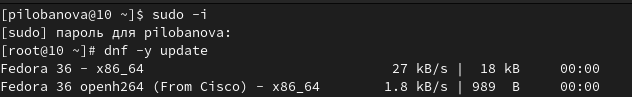 [pilobanova@10 ~]$ sudo -i
[sudo] пароль для pilobanova:
[root@10 ~]# dnf -y update
Fedora 36 - x86_64 27 kB/s | 18 kB 00:00
Fedora 36 openh264 (From Cisco) - x86_64 1.8 kB/s | 989 B 00:00